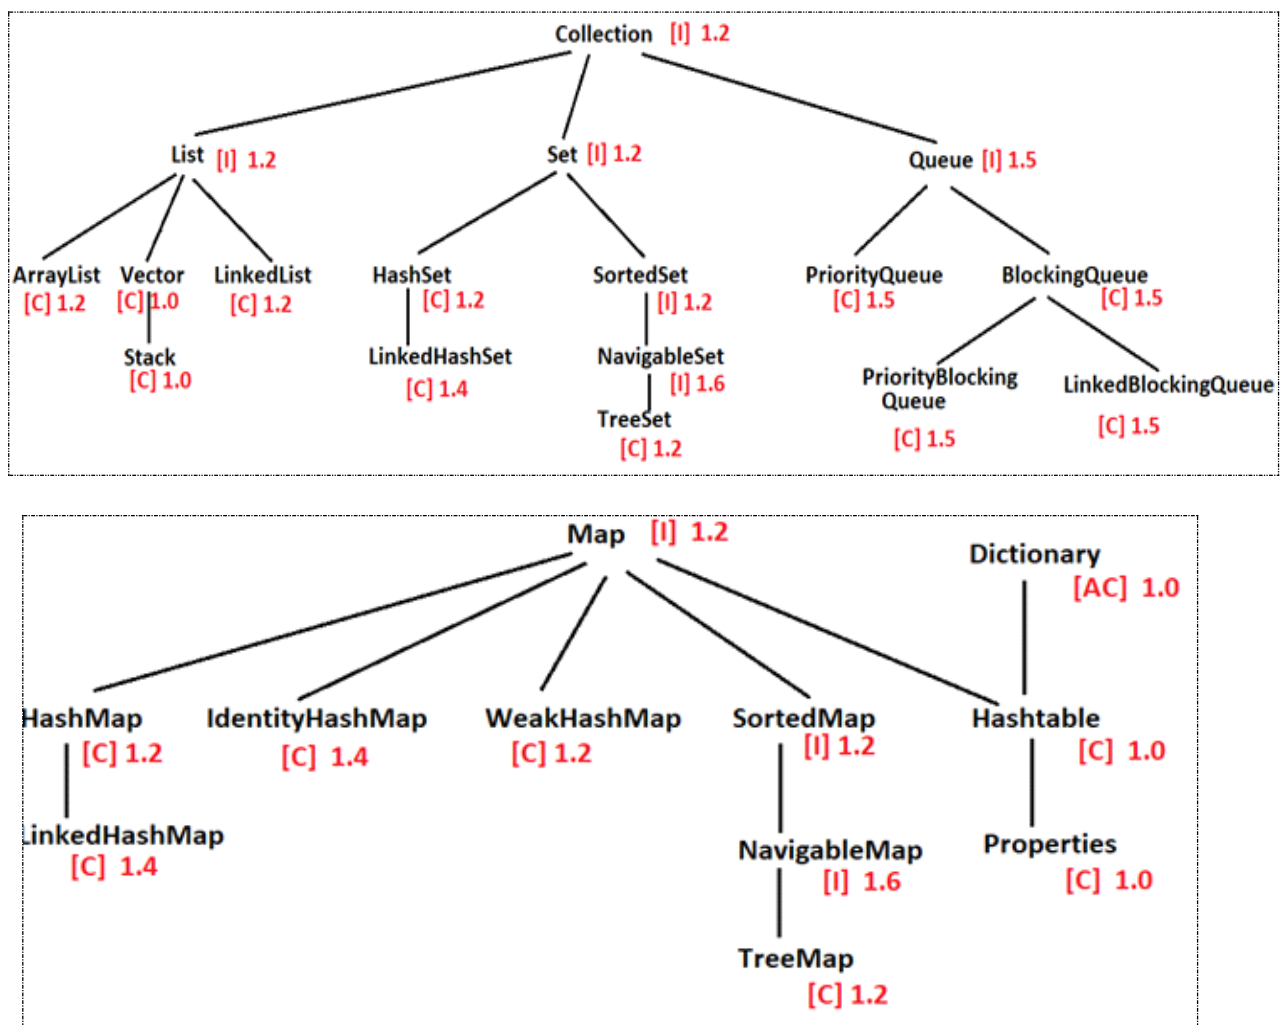 Collection [I] 1.2
List [I] 1.2
Set [I] 1.2
Queue [I] 1.5
ArrayList
[C] 1.2
Vector
[C] 1.0
LinkedList
[C] 1.2
HashSet
[C] 1.2
SortedSet
[I] 1.2
PriorityQueue
[C] 1.5
BlockingQueue
[C] 1.5
Stack
[C] 1.0
LinkedHashSet
[C] 1.4
NavigableSet
[I] 1.6
PriorityBlocking
Queue
[C] 1.5
LinkedBlockingQueue
[C] 1.5
TreeSet
[C] 1.2
Map [I] 1.2
Dictionary
[AC] 1.0
HashMap
[C] 1.2
IdentityHashMap
[C] 1.4
WeakHashMap
[C] 1.2
SortedMap
[I] 1.2
Hashtable
[C] 1.0
LinkedHashMap
[C] 1.4
NavigableMap
[I] 1.6
Properties
[C] 1.0
TreeMap
[C] 1.2